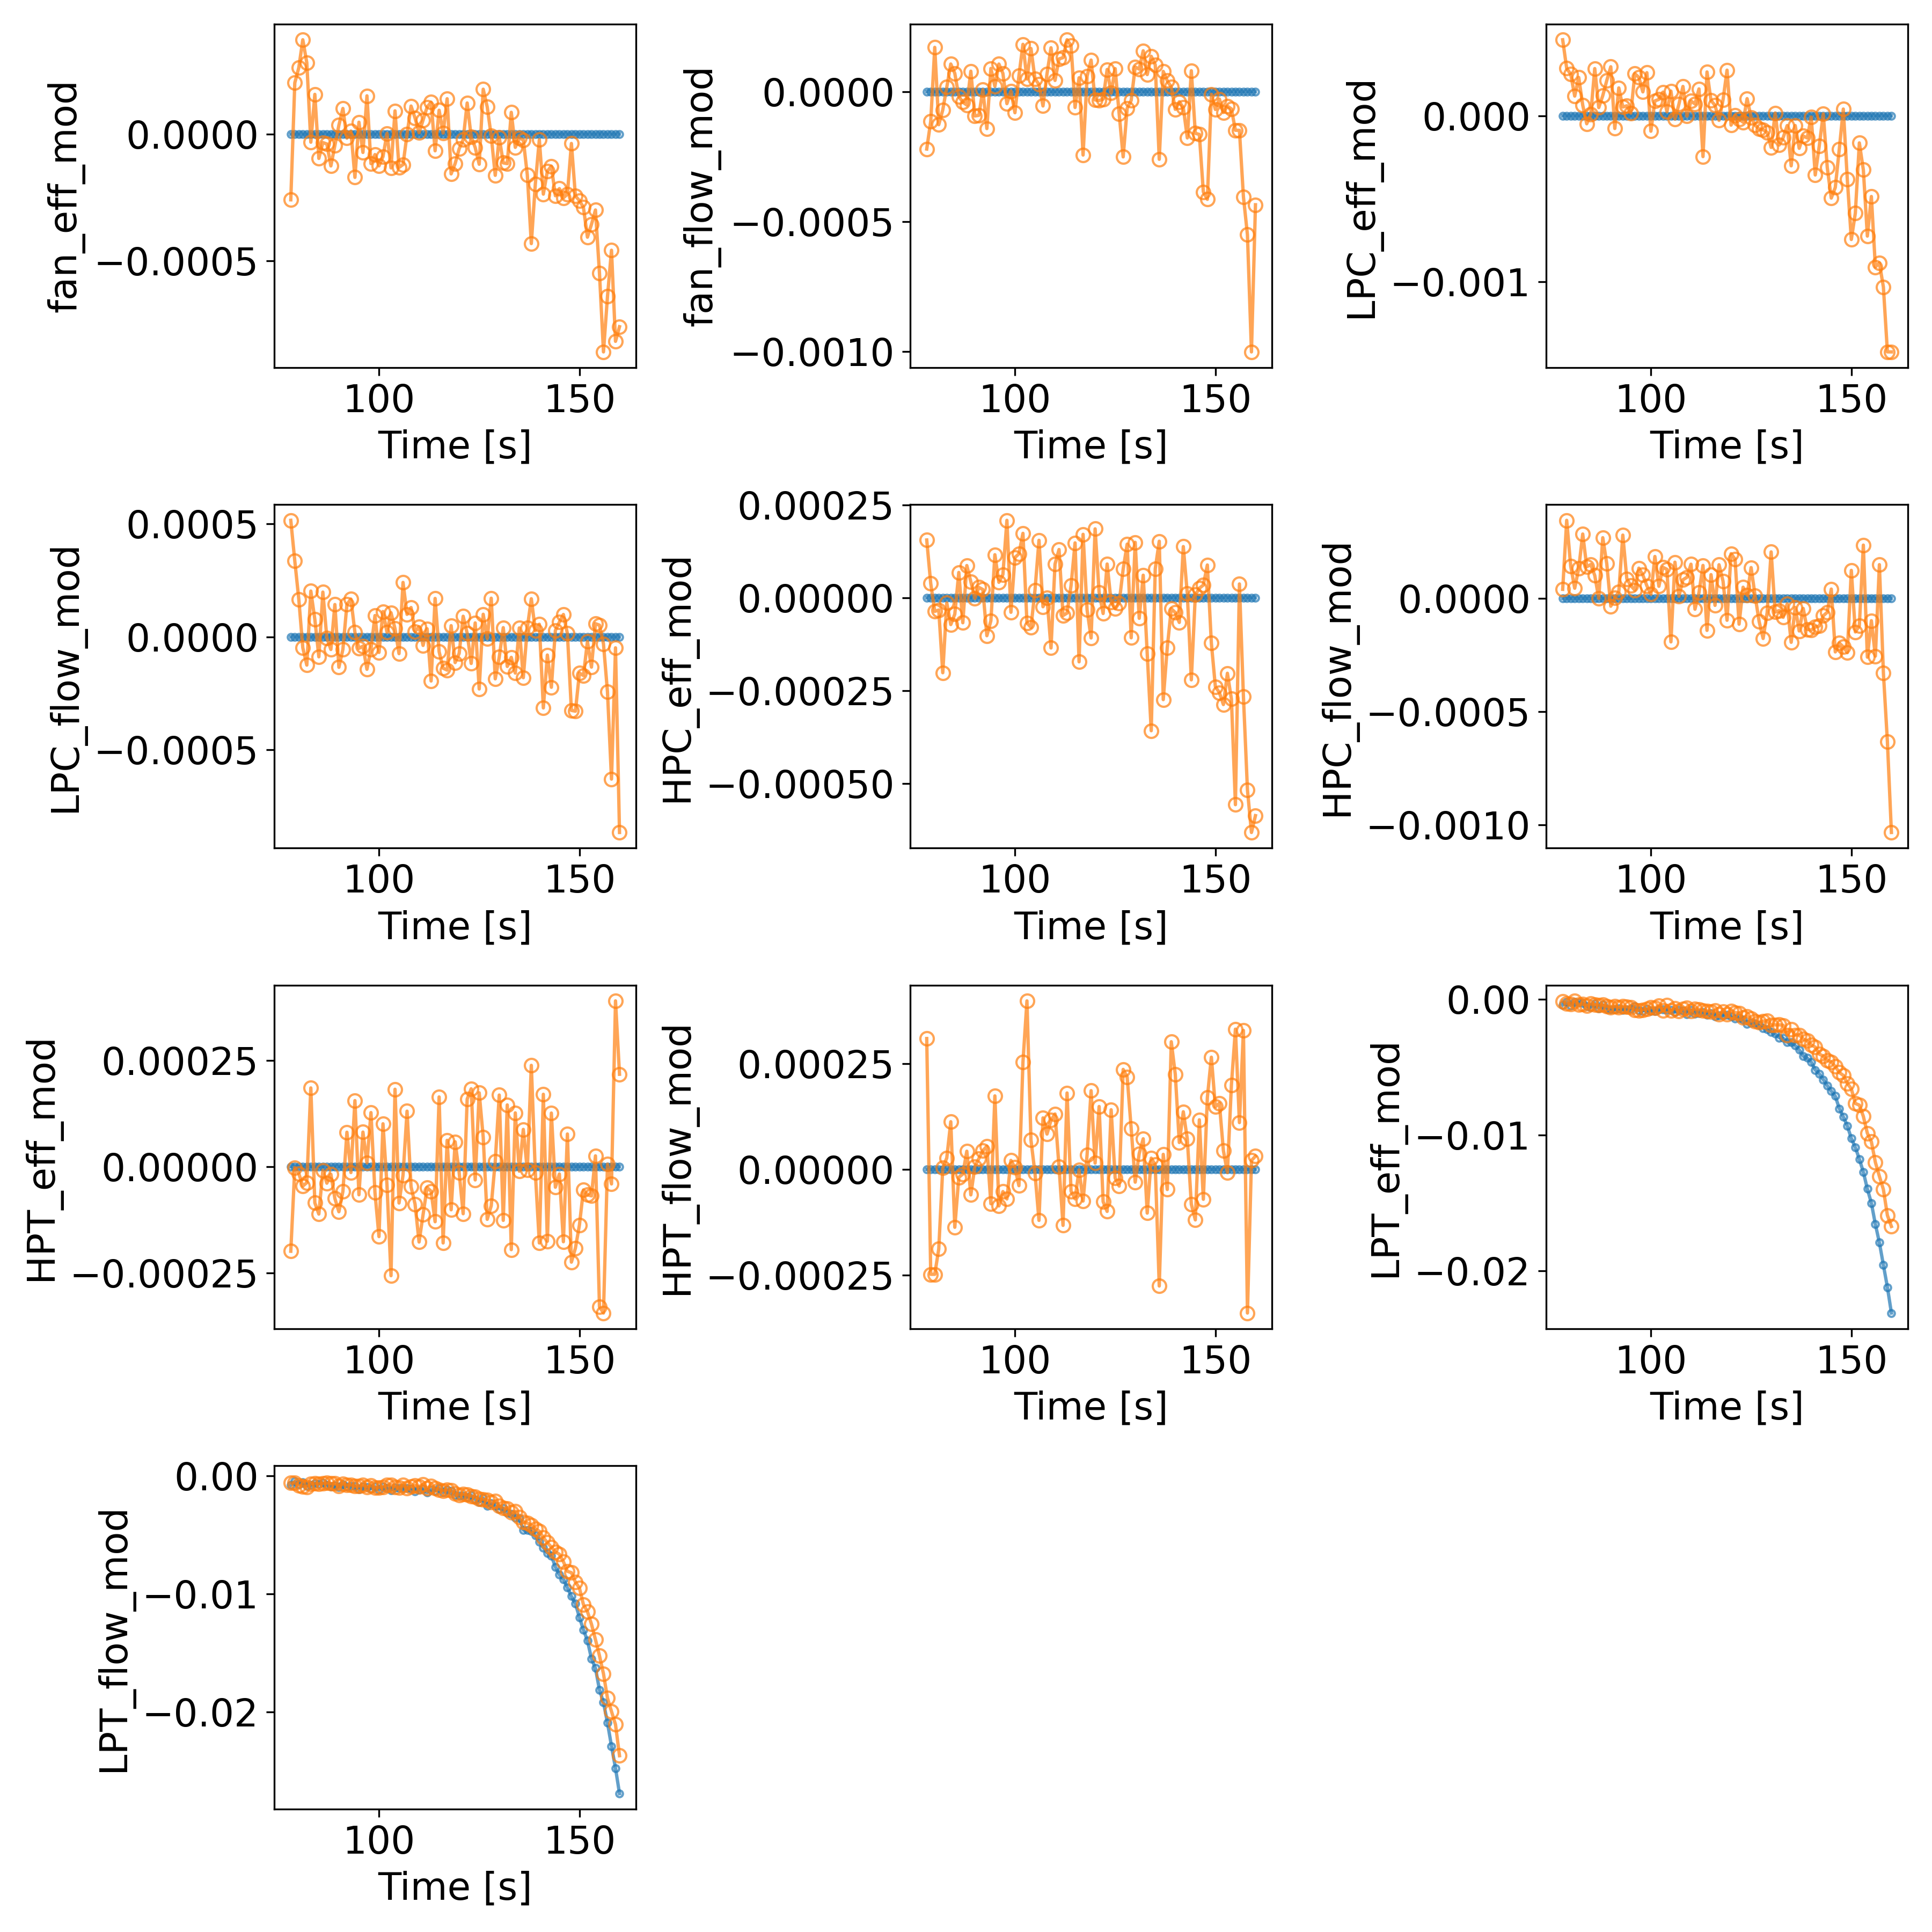 fan_eff_mod
0.0000
−0.0005
100 150
Time [s]
fan_flow_mod
0.0000
−0.0005
−0.0010
100 150
Time [s]
LPC_eff_mod
0.000
−0.001
100 150
Time [s]
LPC_flow_mod
0.0005
0.0000
−0.0005
100 150
Time [s]
HPC_eff_mod
0.00025
0.00000
−0.00025
−0.00050
100 150
Time [s]
HPC_flow_mod
0.0000
−0.0005
−0.0010
100 150
Time [s]
HPT_eff_mod
0.00025
0.00000
−0.00025
100 150
Time [s]
HPT_flow_mod
0.00025
0.00000
−0.00025
100 150
Time [s]
LPT_eff_mod
0.00
−0.01
−0.02
100 150
Time [s]
LPT_flow_mod
0.00
−0.01
−0.02
100 150
Time [s]